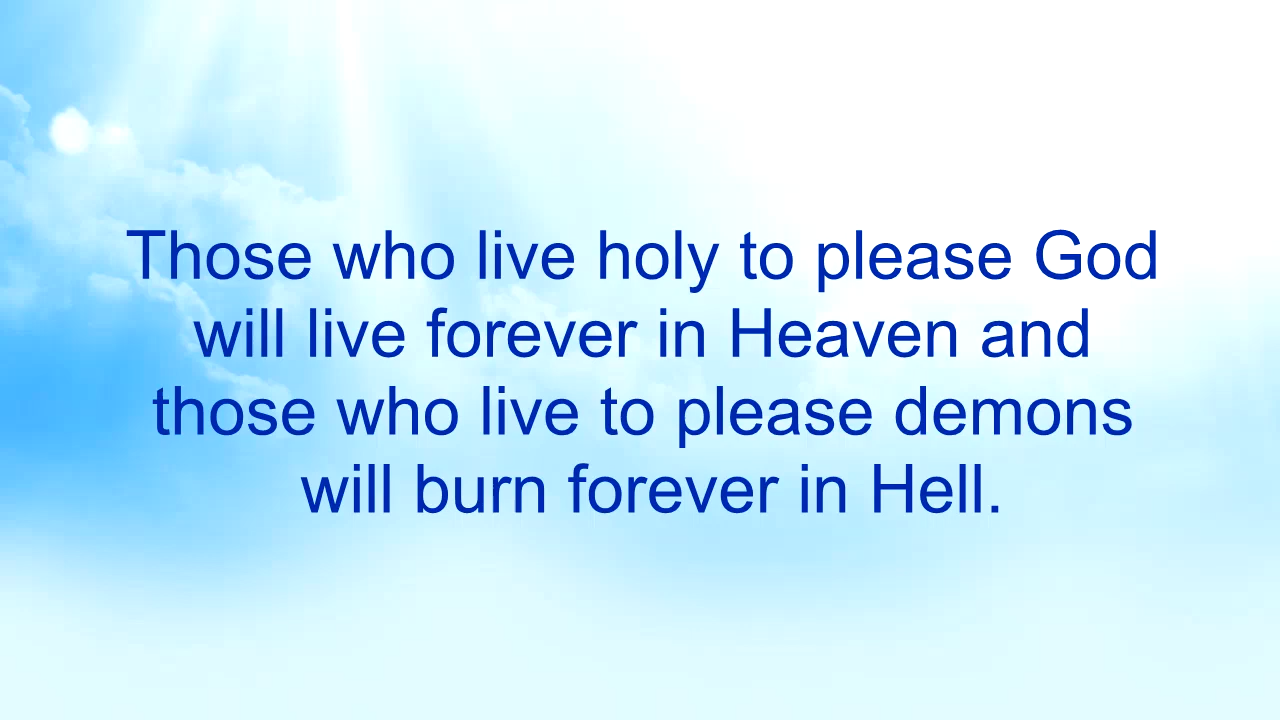 Those who live holy to please God
will live forever in Heaven and
those who live to please demons
will burn forever in Hell.